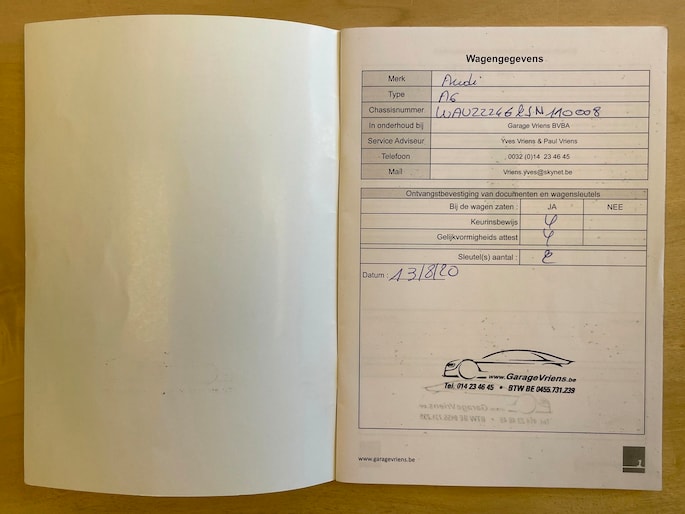 Wagengegevens
Merk Audi
Type A6
Chassisnummer WAUZZZ4G2JN110008
In onderhoud bij Garage Vriens BVBA
Service Adviseur Yves Vriens & Paul Vriens
Telefoon 0032 (0)14 23 46 45
Mail Vriens.yves@skynet.be
Ontvangstbevestiging van documenten en wagensleutels
Bij de wagen zaten : JA NEE
Keurinsbewijs
Gelijkvormigheids attest
Sleutel(s) aantal : 2
Datum : 13/8/20
www.GarageVriens.be
Tel. 014 23 46 45 • BTW BE 0455.731.239
www.garagevriens.be